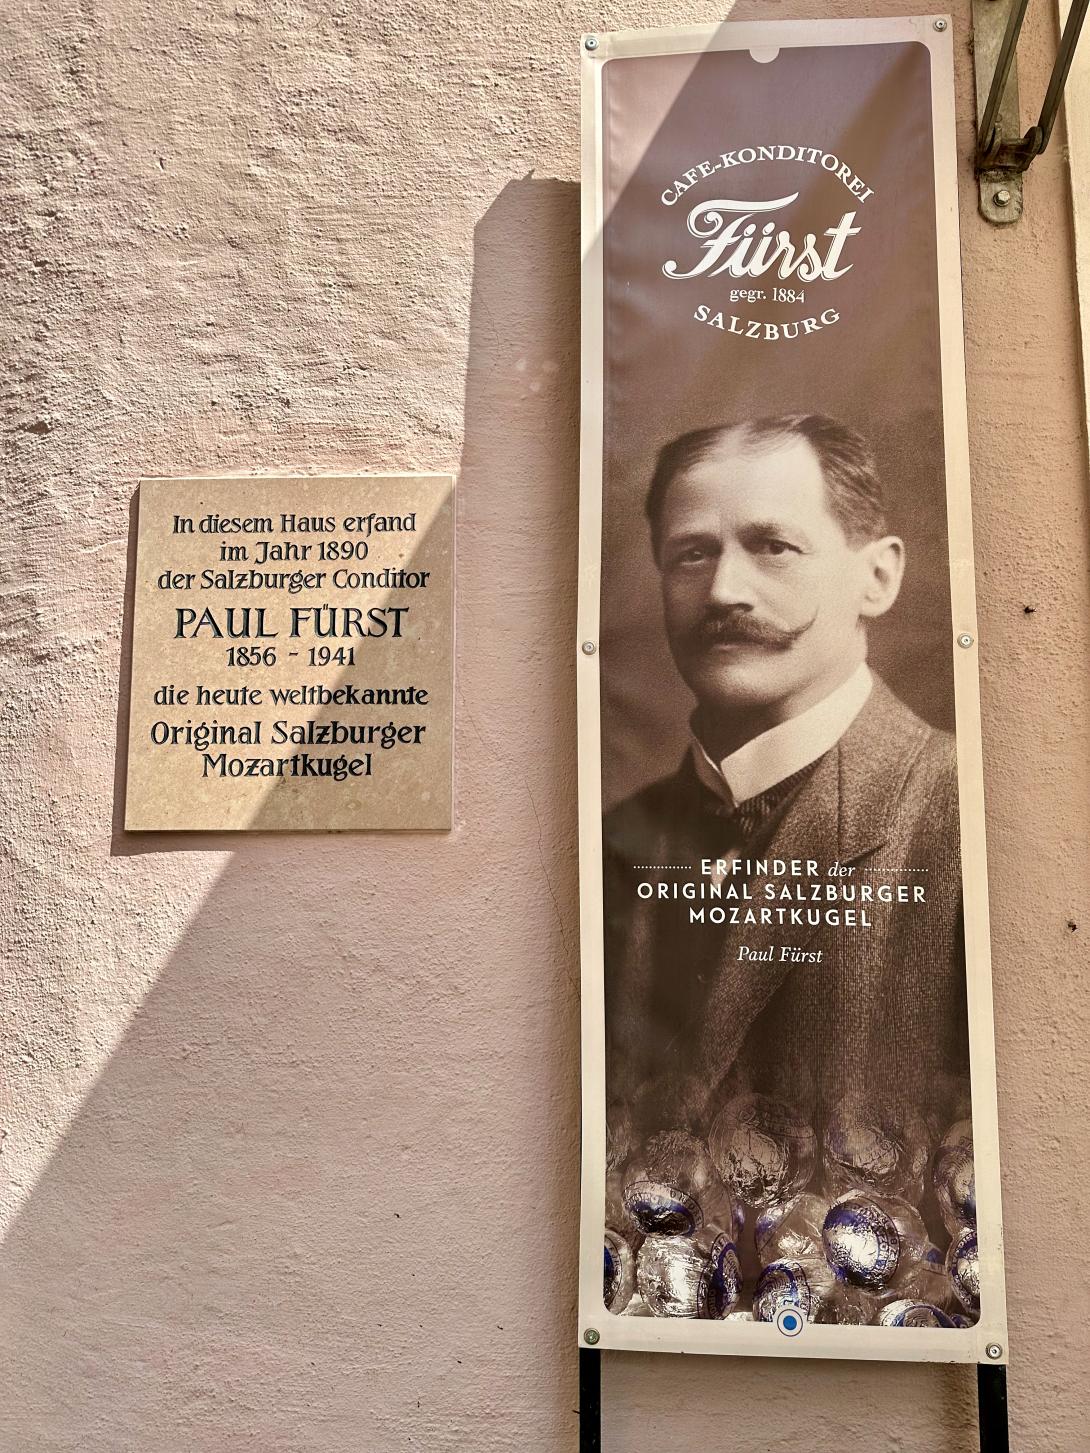 In diesem Haus erfand
im Jahr 1890
der Salzburger Conditor
PAUL FÜRST
1856 - 1941
die heute weltbekannte
Original Salzburger
Mozartkugel
CAFE-KONDITOREI
Fürst
gegr. 1884
SALZBURG
ERFINDER der
ORIGINAL SALZBURGER
MOZARTKUGEL
Paul Fürst